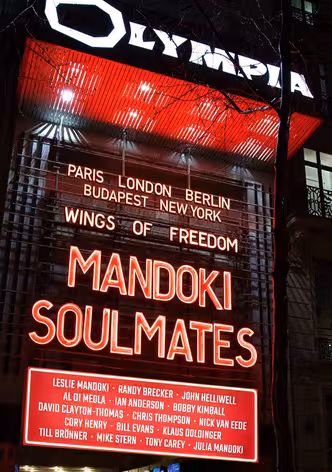 OLYMPIA
PARIS LONDON BERLIN
BUDAPEST NEW YORK
WINGS OF FREEDOM
MANDOKI
SOULMATES
LESLIE MANDOKI · RANDY BRECKER · JOHN HELLIWELL
AL DI MEOLA · IAN ANDERSON · BOBBY KIMBALL
DAVID CLAYTON-THOMAS · CHRIS THOMPSON · NICK VAN EEDE
CORY HENRY · BILL EVANS · KLAUS DOLDINGER
TILL BRÖNNER · MIKE STERN · TONY CAREY · JULIA MANDOKI